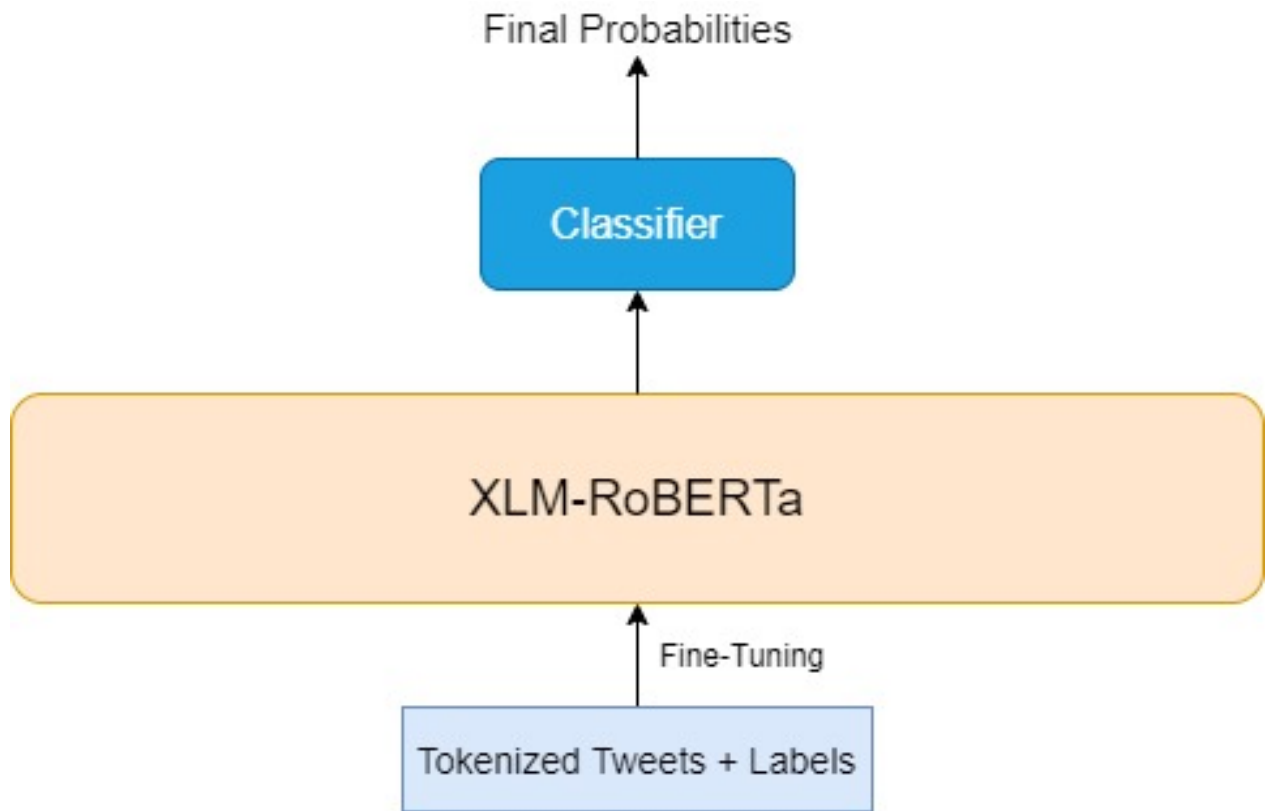 Final Probabilities
Classifier
XLM-RoBERTa
Fine-Tuning
Tokenized Tweets + Labels